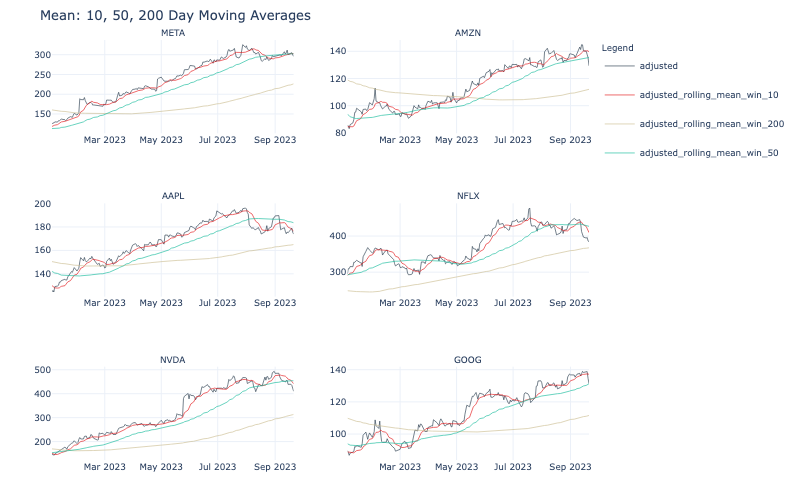 Mean: 10, 50, 200 Day Moving Averages
META
300
250
200
150
Mar 2023 May 2023 Jul 2023 Sep 2023
AMZN
140
120
100
80
Mar 2023 May 2023 Jul 2023 Sep 2023
Legend
adjusted
adjusted_rolling_mean_win_10
adjusted_rolling_mean_win_200
adjusted_rolling_mean_win_50
AAPL
200
180
160
140
Mar 2023 May 2023 Jul 2023 Sep 2023
NFLX
400
300
Mar 2023 May 2023 Jul 2023 Sep 2023
NVDA
500
400
300
200
Mar 2023 May 2023 Jul 2023 Sep 2023
GOOG
140
120
100
Mar 2023 May 2023 Jul 2023 Sep 2023